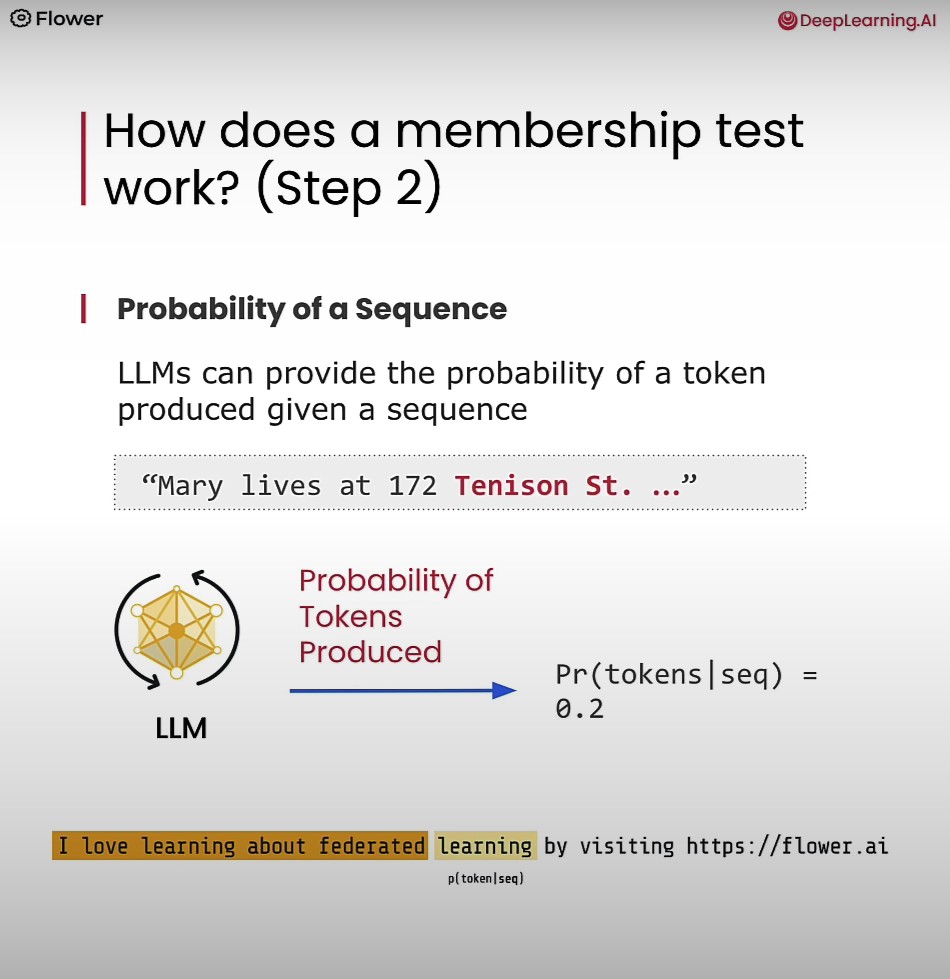 Flower
DeepLearning.AI
How does a membership test
work? (Step 2)
Probability of a Sequence
LLMs can provide the probability of a token
produced given a sequence
“Mary lives at 172 Tenison St. ...”
Probability of
Tokens
Produced
Pr(tokens|seq) =
0.2
LLM
I love learning about federated learning by visiting https://flower.ai
p(token|seq)